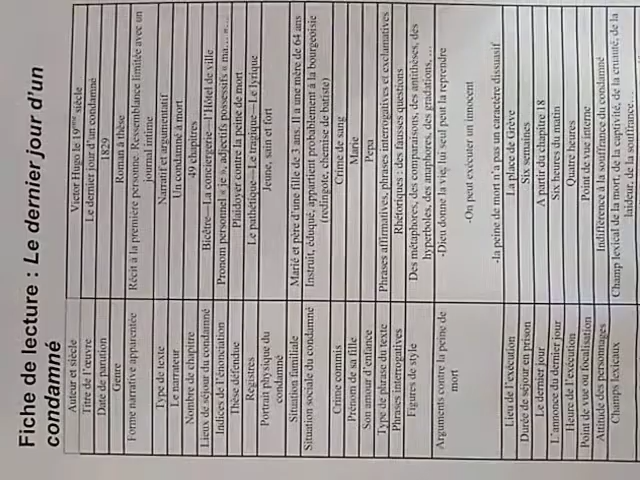 Fiche de lecture : Le dernier jour d'un
condamné
Auteur et siècle Victor Hugo le 19ème siècle
Titre de l'œuvre Le dernier jour d'un condamné
Date de parution 1829
Genre Roman à thèse
Forme narrative apparentée Récit à la première personne. Ressemblance limitée avec un
journal intime
Type de texte Narratif et argumentatif
Le narrateur Un condamné à mort
Nombre de chapitre 49 chapitres
Lieux de séjour du condamné Bicêtre—La conciergerie—l'Hôtel de ville
Indices de l'énonciation Pronom personnel « je », adjectifs possessifs « ma... »...
Thèse défendue Plaidoyer contre la peine de mort
Registres Le pathétique—Le tragique—Le lyrique
Portrait physique du Jeune, sain et fort
condamné
Situation familiale Marié et père d'une fille de 3 ans. Il a une mère de 64 ans
Situation sociale du condamné Instruit, éduqué, appartient probablement à la bourgeoisie
(redingote, chemise de batiste)
Crime commis Crime de sang
Prénom de sa fille Marie
Son amour d'enfance Pepa
Type de phrase du texte Phrases affirmatives, phrases interrogatives et exclamatives
Phrases interrogatives Rhétoriques : des fausses questions
Figures de style Des métaphores, des comparaisons, des antithèses, des
hyperboles, des anaphores, des gradations, ...
Arguments contre la peine de -Dieu donne la vie, lui seul peut la reprendre
mort
-On peut exécuter un innocent
-la peine de mort n'a pas un caractère dissuasif
Lieu de l'exécution La place de Grève
Durée de séjour en prison Six semaines
Le dernier jour A partir du chapitre 18
L'annonce du dernier jour Six heures du matin
Heure de l'exécution Quatre heures
Point de vue ou focalisation Point de vue interne
Attitude des personnages Indifférence à la souffrance du condamné
Champs lexicaux Champ lexical de la mort, de la captivité, de la cruauté, de la
laideur, de la souffrance...